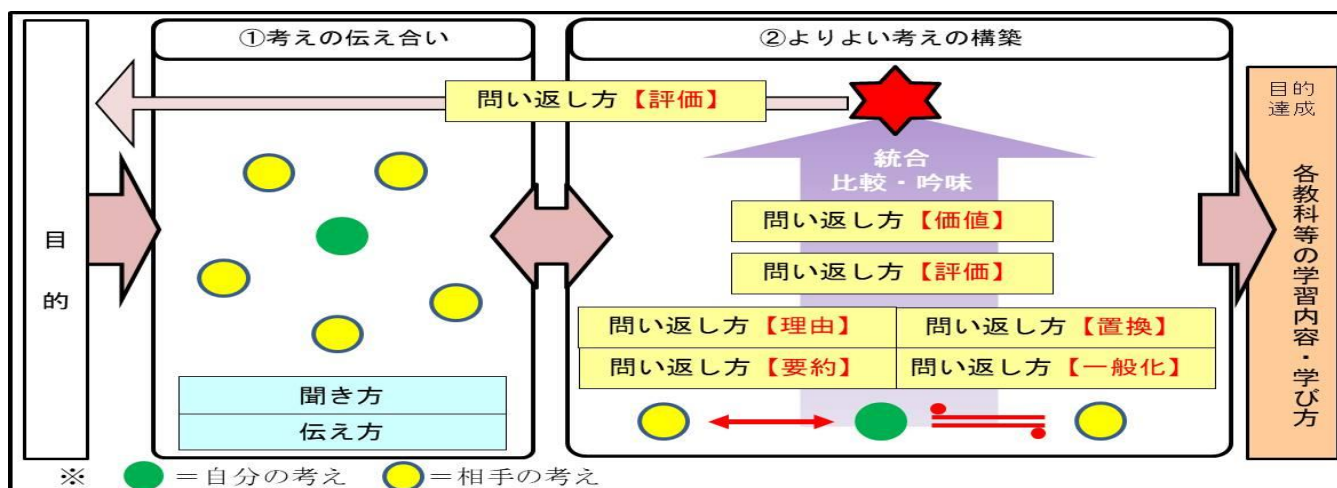 ①考えの伝え合い
②よりよい考えの構築
目的
問い返し方【評価】
統合
比較・吟味
問い返し方【価値】
問い返し方【評価】
問い返し方【理由】
問い返し方【置換】
問い返し方【要約】
問い返し方【一般化】
聞き方
伝え方
目的
達成
各教科等の学習内容・学び方
※ =自分の考え =相手の考え